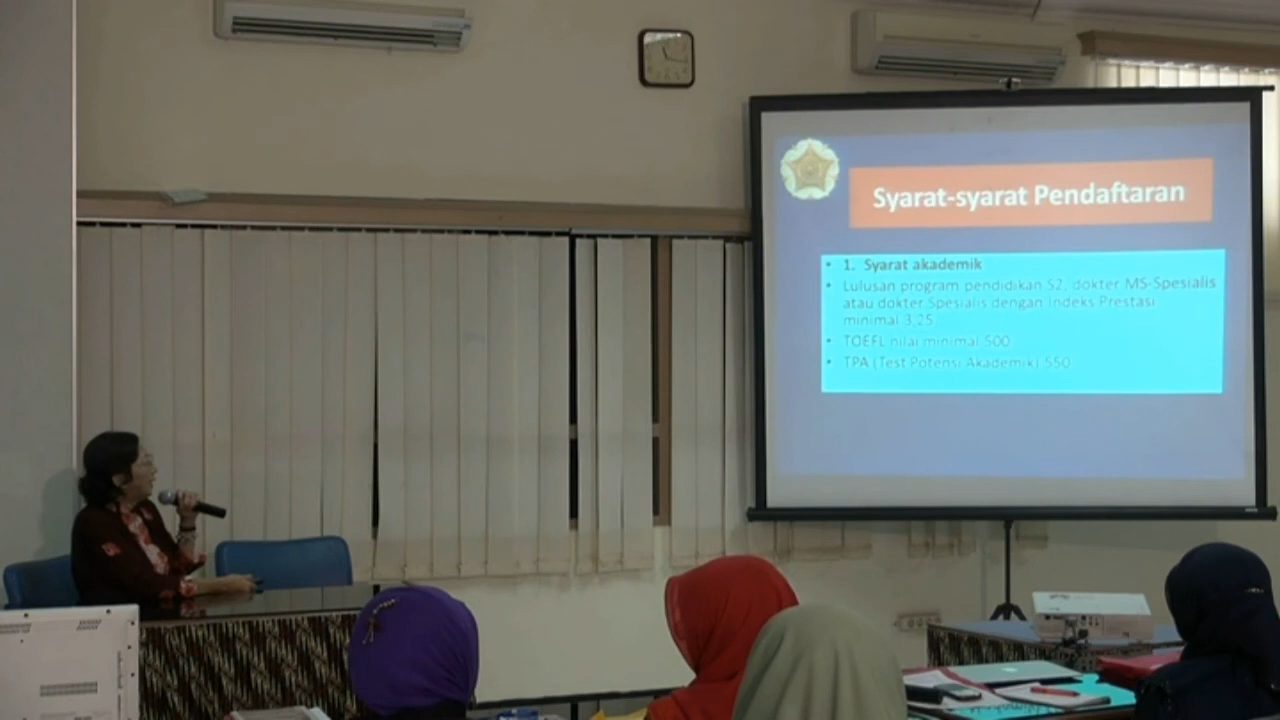 Syarat-syarat Pendaftaran
• 1. Syarat akademik
• Lulusan program pendidikan S2, dokter MS-Spesialis
atau dokter Spesialis dengan Indeks Prestasi
minimal 3,25
• TOEFL nilai minimal 500
• TPA (Test Potensi Akademik) 550